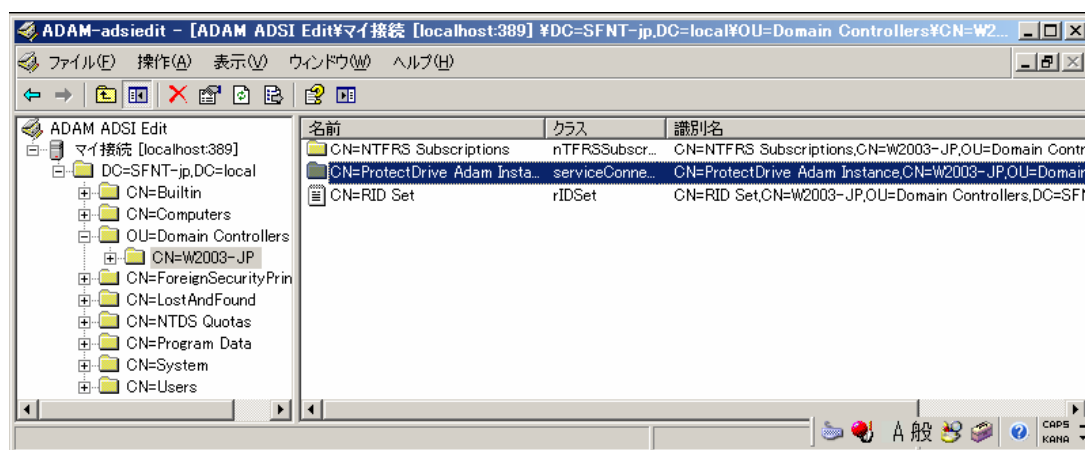 ADAM-adsiedit - [ADAM ADSI Edit¥マイ接続 [localhost:389] ¥DC=SFNT-jp,DC=local¥OU=Domain Controllers¥CN=W2...
ファイル(F) 操作(A) 表示(V) ウィンドウ(W) ヘルプ(H)
ADAM ADSI Edit
マイ接続 [localhost:389]
DC=SFNT-jp,DC=local
CN=Builtin
CN=Computers
OU=Domain Controllers
CN=W2003-JP
CN=ForeignSecurityPrin
CN=LostAndFound
CN=NTDS Quotas
CN=Program Data
CN=System
CN=Users
名前 クラス 識別名
CN=NTFRS Subscriptions nTFRSSubscr... CN=NTFRS Subscriptions,CN=W2003-JP,OU=Domain Contr
CN=ProtectDrive Adam Insta... serviceConne... CN=ProtectDrive Adam Instance,CN=W2003-JP,OU=Domain
CN=RID Set rIDSet CN=RID Set,CN=W2003-JP,OU=Domain Controllers,DC=SFN
A 般 CAPS
KANA